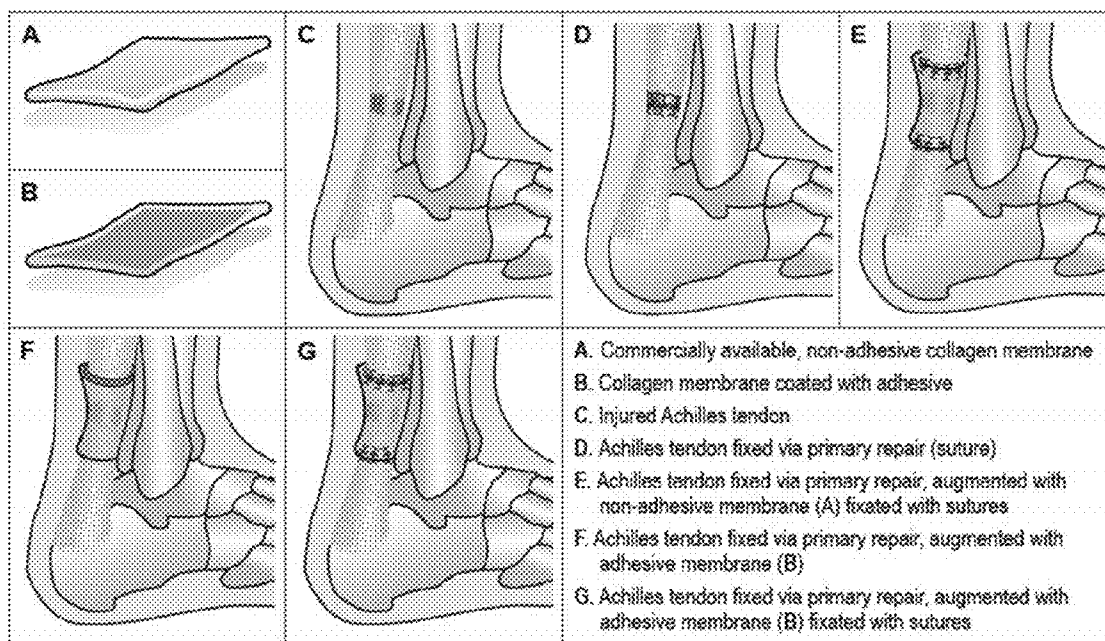 A
B
C
D
E
F
G
A. Commercially available, non-adhesive collagen membrane
B. Collagen membrane coated with adhesive
C. Injured Achilles tendon
D. Achilles tendon fixed via primary repair (suture)
E. Achilles tendon fixed via primary repair, augmented with
non-adhesive membrane (A) fixated with sutures
F. Achilles tendon fixed via primary repair, augmented with
adhesive membrane (B)
G. Achilles tendon fixed via primary repair, augmented with
adhesive membrane (B) fixated with sutures